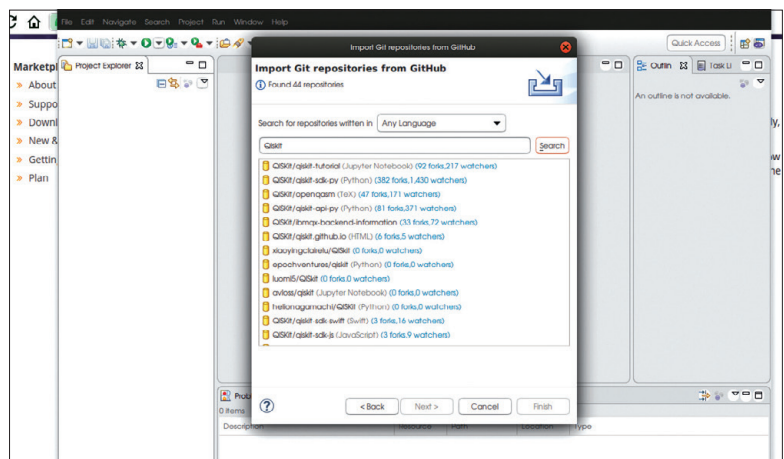 File Edit Navigate Search Project Run Window Help
Quick Access
Import Git repositories from GitHub
Marketpl
Project Explorer
Outlin
Task Li
Import Git repositories from GitHub
Found 44 repositories
An outline is not available.
» About
» Suppo
» Downl
» New &
» Gettin
» Plan
Search for repositories written in Any Language
QISkit
Search
QISKit/qiskit-tutorial (Jupyter Notebook) (92 forks,217 watchers)
QISKit/qiskit-sdk-py (Python) (382 forks,1,430 watchers)
QISKit/openqasm (TeX) (47 forks,171 watchers)
QISKit/qiskit-api-py (Python) (81 forks,371 watchers)
QISKit/ibmqx-backend-information (33 forks,72 watchers)
QISKit/qiskit.github.io (HTML) (6 forks,5 watchers)
xiaoyingclairelu/QISkit (0 forks,0 watchers)
epochventures/qiskit (Python) (0 forks,0 watchers)
luoml5/QISkit (0 forks,0 watchers)
avloss/qiskit (Jupyter Notebook) (0 forks,0 watchers)
helionagamachi/QISKit (Python) (0 forks,0 watchers)
QISKit/qiskit-sdk-swift (Swift) (3 forks,16 watchers)
QISKit/qiskit-sdk-js (JavaScript) (3 forks,9 watchers)
Probl
0 items
< Back
Next >
Cancel
Finish
Description
Resource
Path
Location
Type